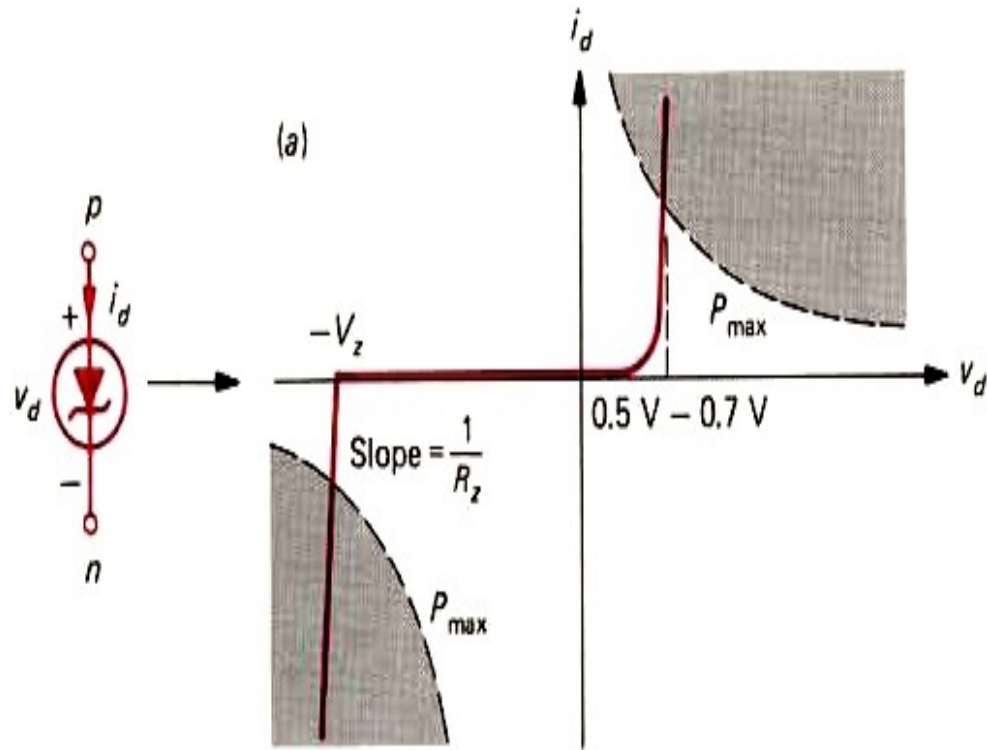 i_d
(a)
p
+
i_d
v_d
−
n
−V_z
P_max
v_d
0.5 V − 0.7 V
Slope = 1/R_z
P_max